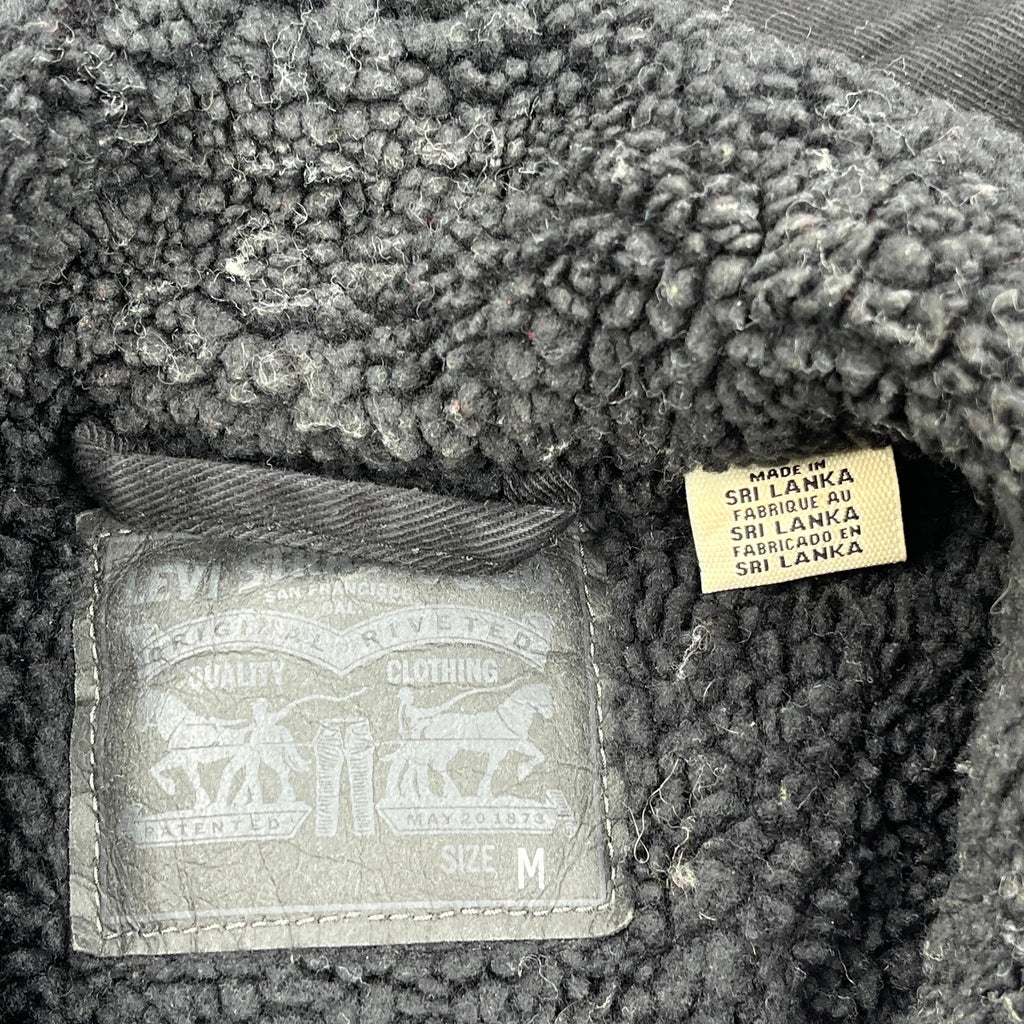 LEVI
SAN FRANCISCO
CAL
ORIGINAL RIVETED
QUALITY CLOTHING
PATENTED
MAY 20 1873
SIZE M
MADE IN
SRI LANKA
FABRIQUE AU
SRI LANKA
FABRICADO EN
SRI LANKA